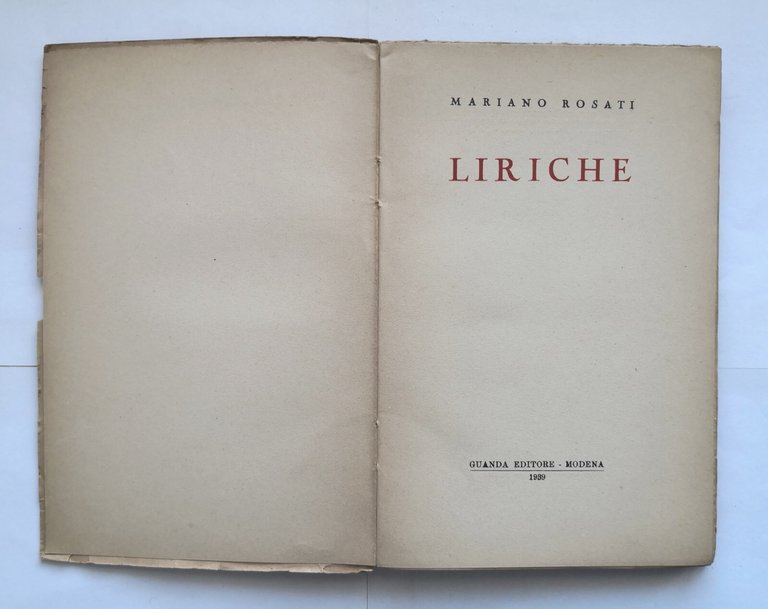 MARIANO ROSATI
LIRICHE
GUANDA EDITORE - MODENA
1939